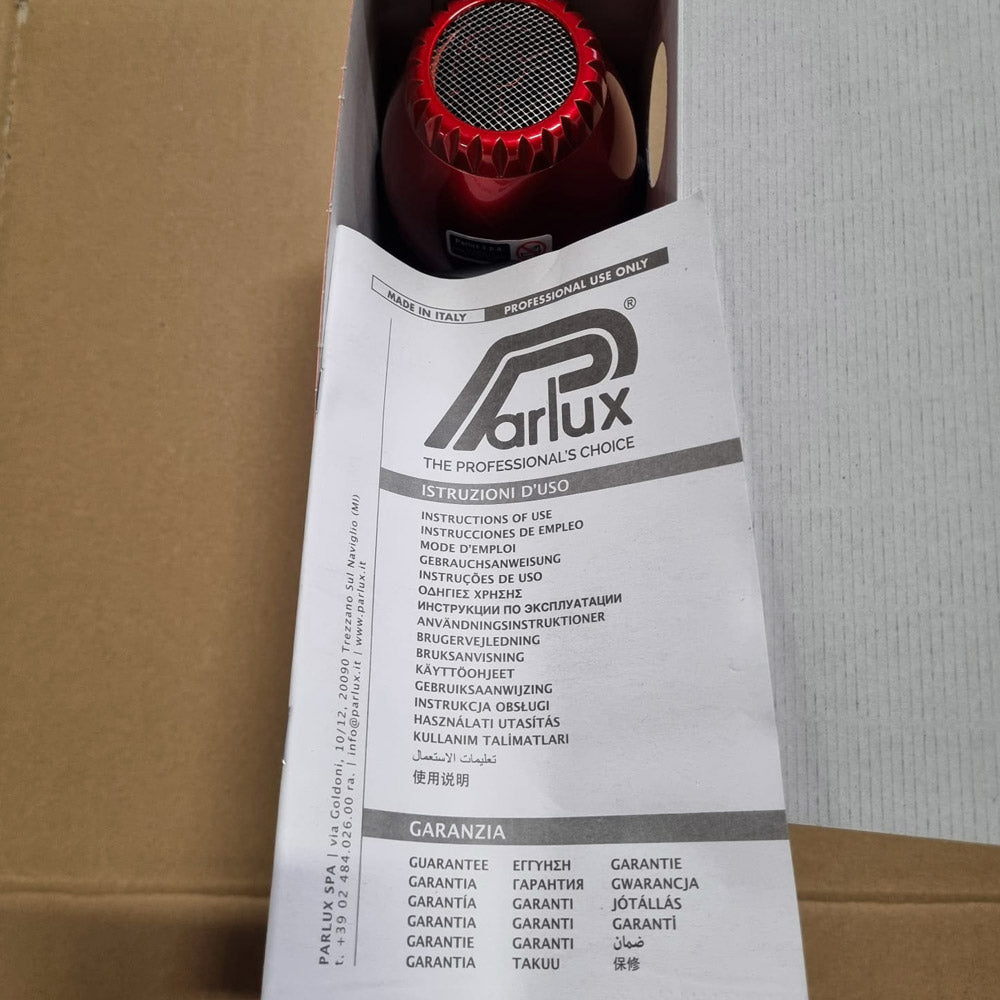 Parlux s.p.a.
MADE IN ITALY
PROFESSIONAL USE ONLY
Parlux®
THE PROFESSIONAL'S CHOICE
ISTRUZIONI D'USO
INSTRUCTIONS OF USE
INSTRUCCIONES DE EMPLEO
MODE D'EMPLOI
GEBRAUCHSANWEISUNG
INSTRUÇÕES DE USO
ΟΔΗΓΙΕΣ ΧΡΗΣΗΣ
ИНСТРУКЦИИ ПО ЭКСПЛУАТАЦИИ
ANVÄNDNINGSINSTRUKTIONER
BRUGERVEJLEDNING
BRUKSANVISNING
KÄYTTÖOHJEET
GEBRUIKSAANWIJZING
INSTRUKCJA OBSŁUGI
HASZNÁLATI UTASÍTÁS
KULLANIM TALİMATLARI
تعليمات الاستعمال
使用说明
GARANZIA
GUARANTEE ΕΓΓΥΗΣΗ GARANTIE
GARANTIA ГАРАНТИЯ GWARANCJA
GARANTÍA GARANTI JÓTÁLLÁS
GARANTIA GARANTI GARANTİ
GARANTIE GARANTI ضمان
GARANTIA TAKUU 保修
PARLUX SPA | via Goldoni, 10/12, 20090 Trezzano Sul Naviglio (MI)
t. +39 02 484.026.00 ra. | info@parlux.it | www.parlux.it